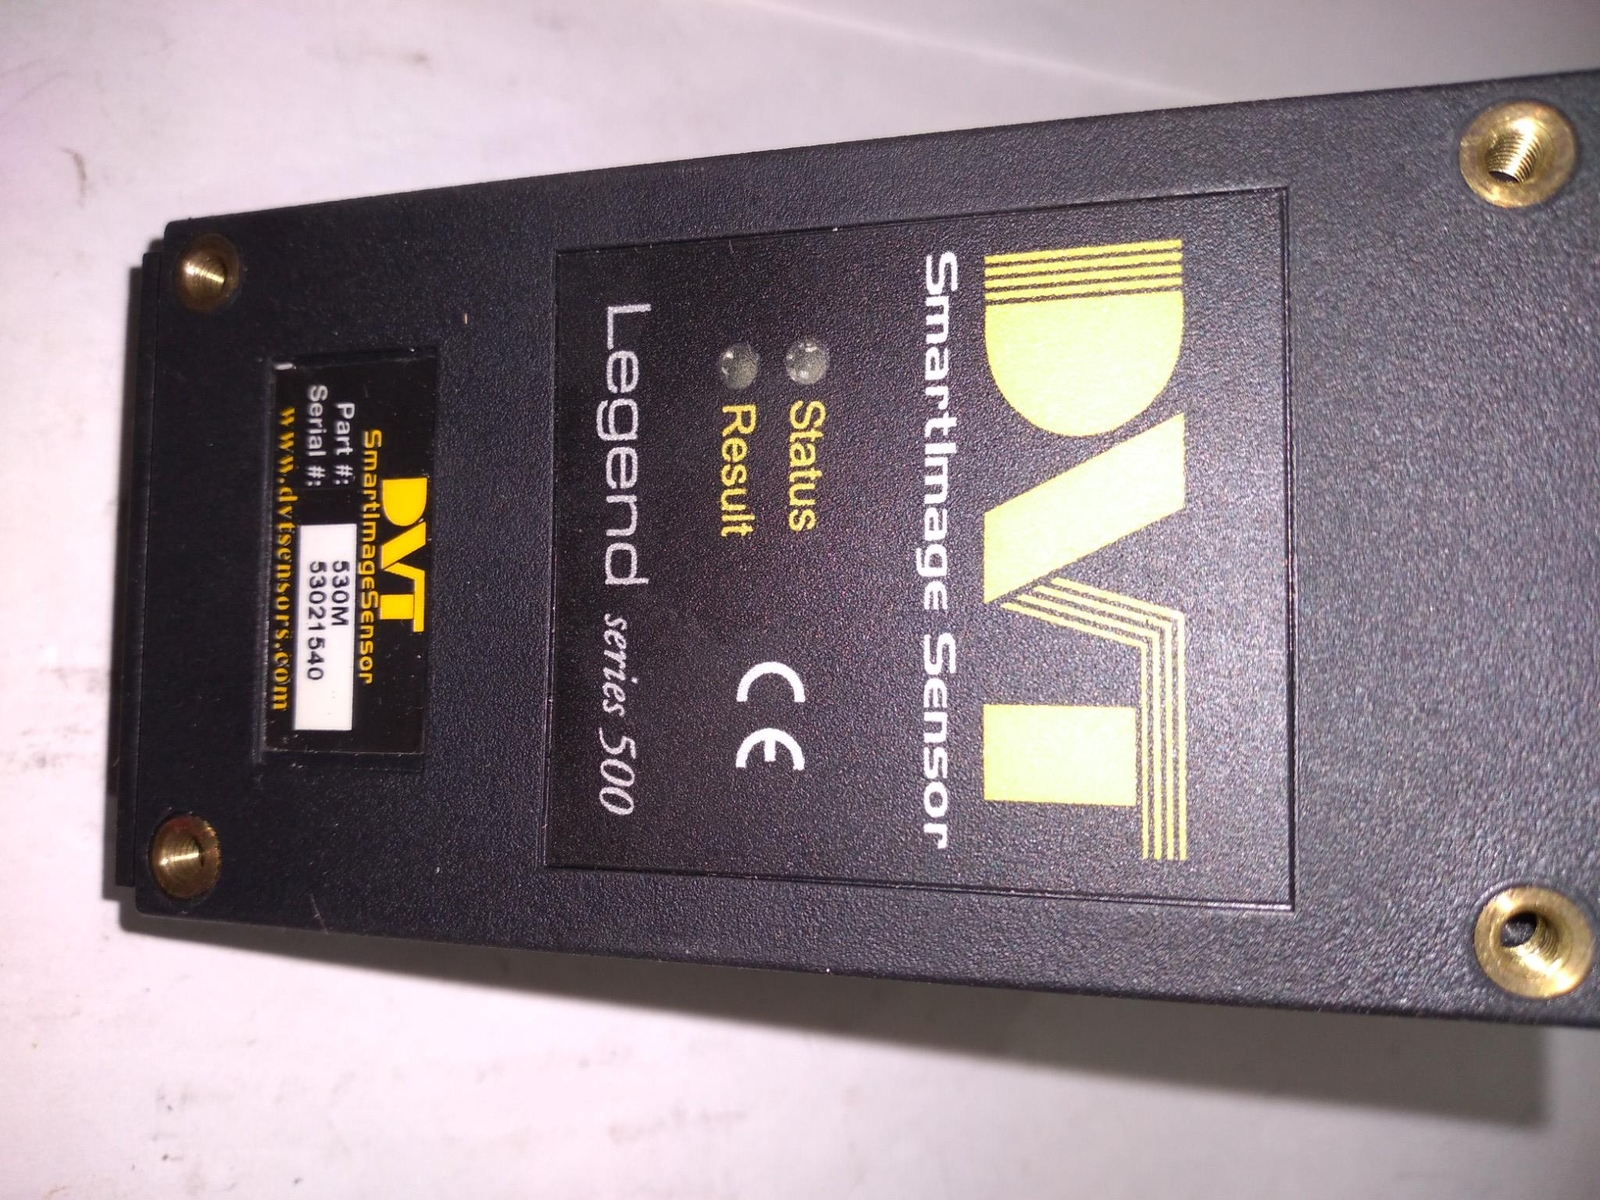 DVT
SmartImage Sensor
Status
Result
CE
Legend series 500
DVT
SmartImageSensor
Part #: 530M
Serial #: 53021540
www.dvtsensors.com